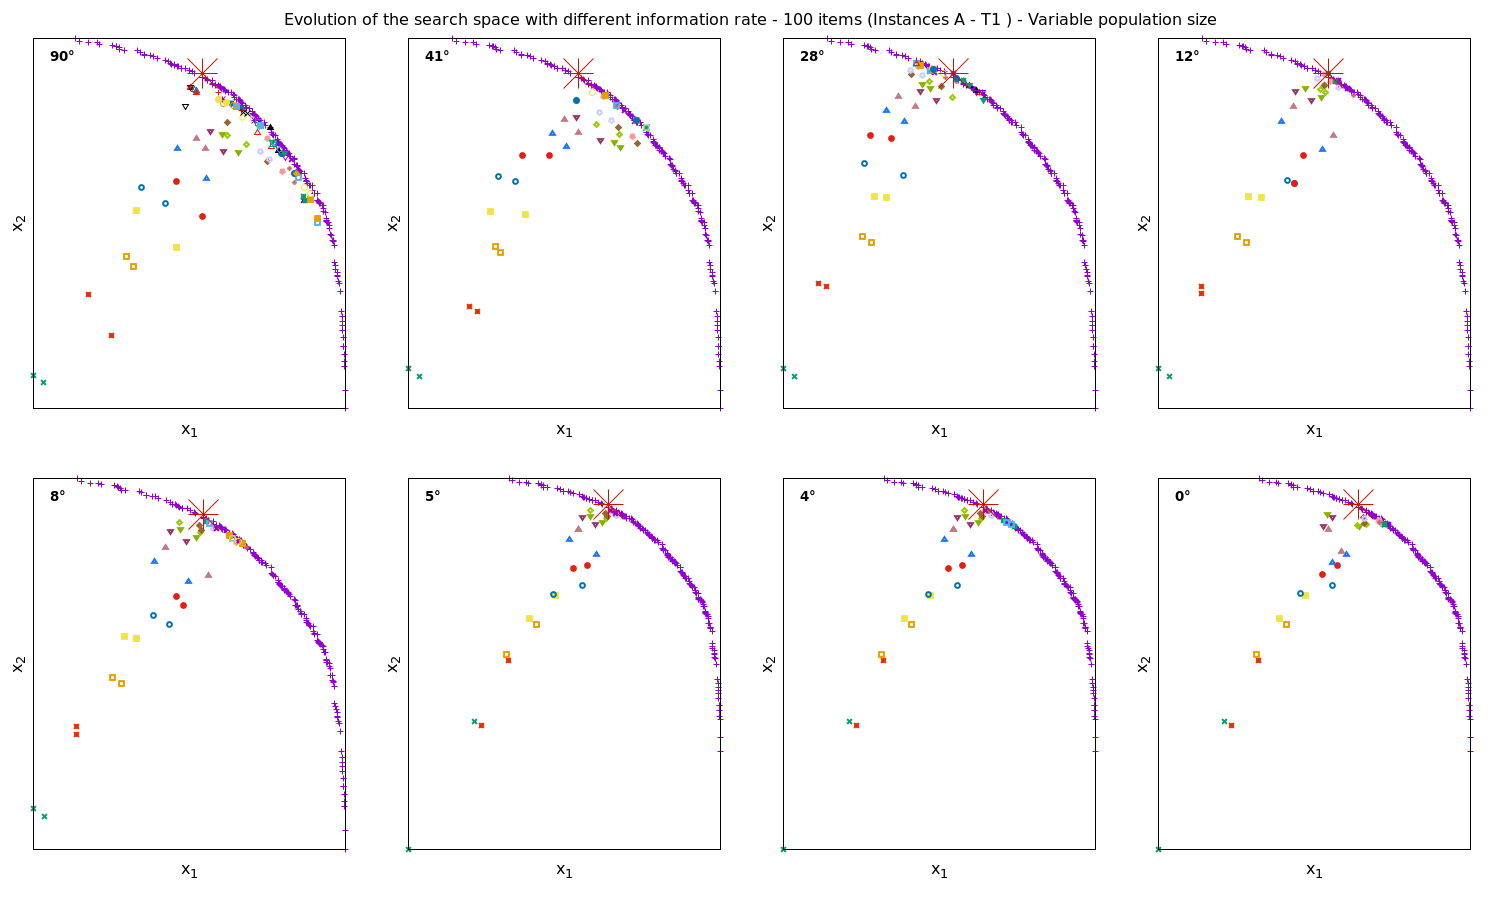 Evolution of the search space with different information rate - 100 items (Instances A - T1 ) - Variable population size
90° 41° 28° 12°
x₂ x₂ x₂ x₂
x₁ x₁ x₁ x₁
8° 5° 4° 0°
x₂ x₂ x₂ x₂
x₁ x₁ x₁ x₁